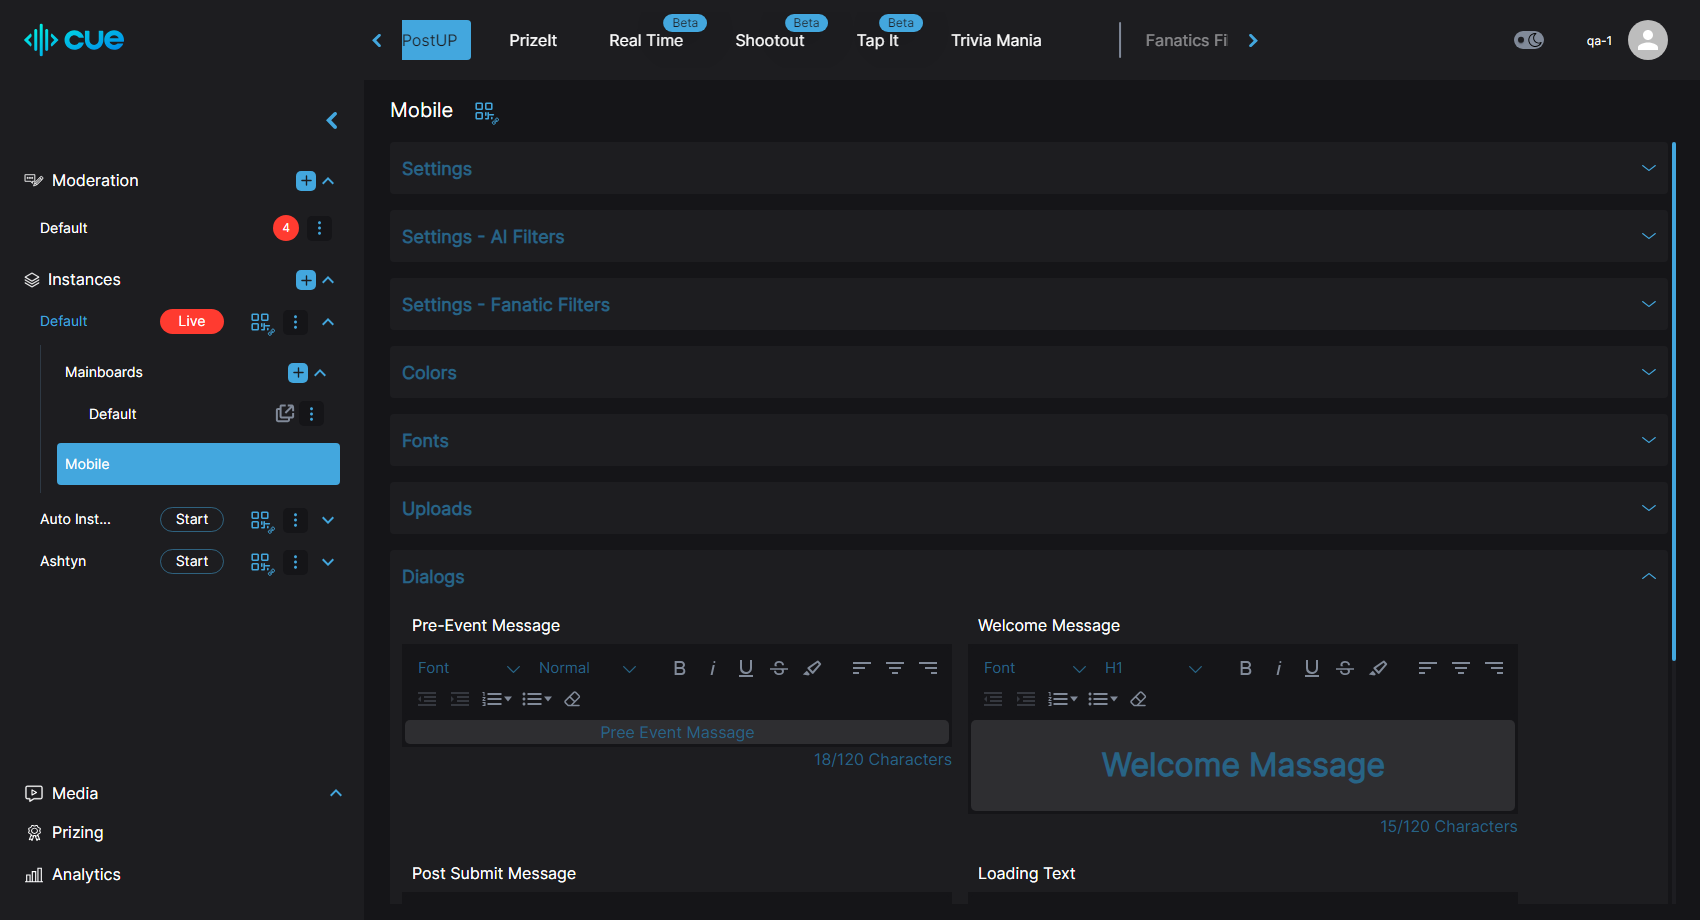 cue
PostUP
PrizeIt
Real Time
Beta
Shootout
Beta
Tap It
Beta
Trivia Mania
Fanatics Fi
qa-1
Moderation
Default
4
Instances
Default
Live
Mainboards
Default
Mobile
Auto Inst...
Start
Ashtyn
Start
Media
Prizing
Analytics
Mobile
Settings
Settings - AI Filters
Settings - Fanatic Filters
Colors
Fonts
Uploads
Dialogs
Pre-Event Message
Font
Normal
Pree Event Massage
18/120 Characters
Welcome Message
Font
H1
Welcome Massage
15/120 Characters
Post Submit Message
Loading Text